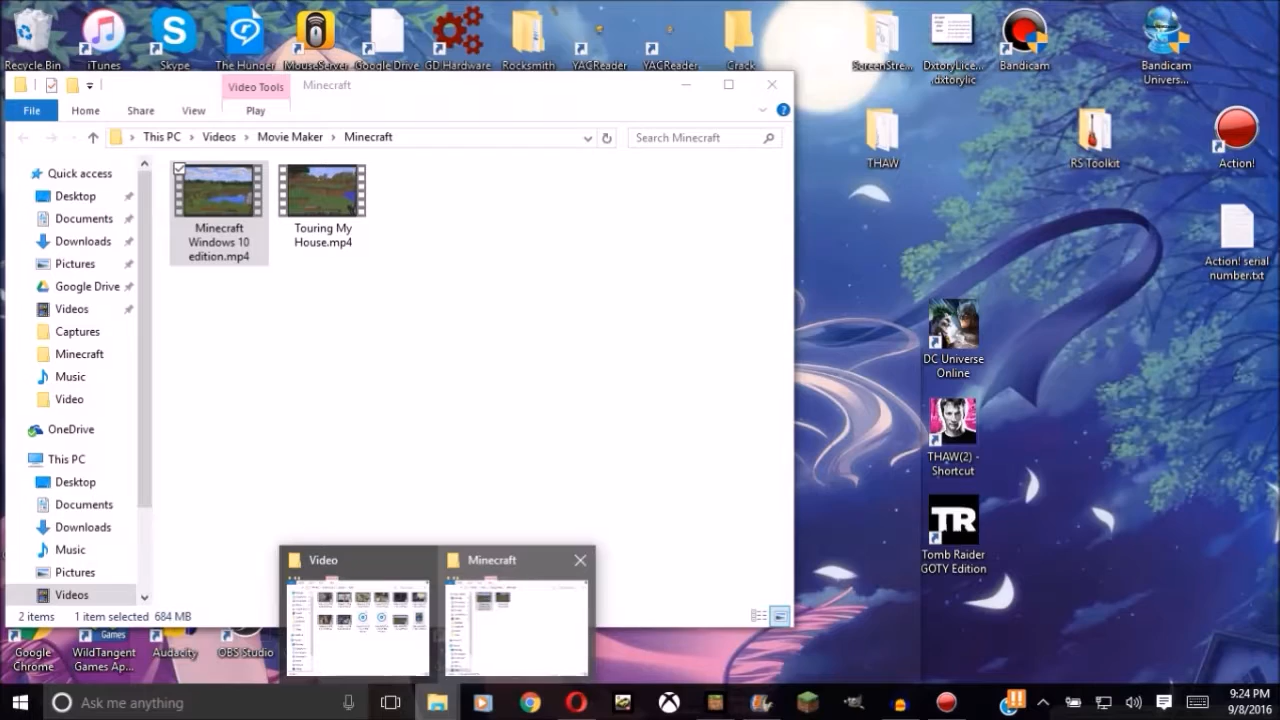 Recycle Bin
iTunes
Skype
The Hunger
MouseServer
Google Drive
GD Hardware
Rocksmith
YACReader
YACReader
Crack
ScreenStre...
DxtoryLice...
.dxtorylic
Bandicam
Bandicam
Univers...
Video Tools
Minecraft
File
Home
Share
View
Play
This PC
Videos
Movie Maker
Minecraft
Search Minecraft
THAW
RS Toolkit
Action!
Quick access
Desktop
Documents
Downloads
Pictures
Google Drive
Videos
Captures
Minecraft
Music
Video
OneDrive
This PC
Desktop
Documents
Downloads
Music
Pictures
Videos
Minecraft
Windows 10
edition.mp4
Touring My
House.mp4
Action! serial
number.txt
DC Universe
Online
THAW(2) -
Shortcut
TR
Tomb Raider
GOTY Edition
Video
Minecraft
2 items
1 item selected 684 MB
Google
Chrome
Games
WildTangent
Games Ap...
Audacity
OBS Studio
Ask me anything
9:24 PM
9/8/2016